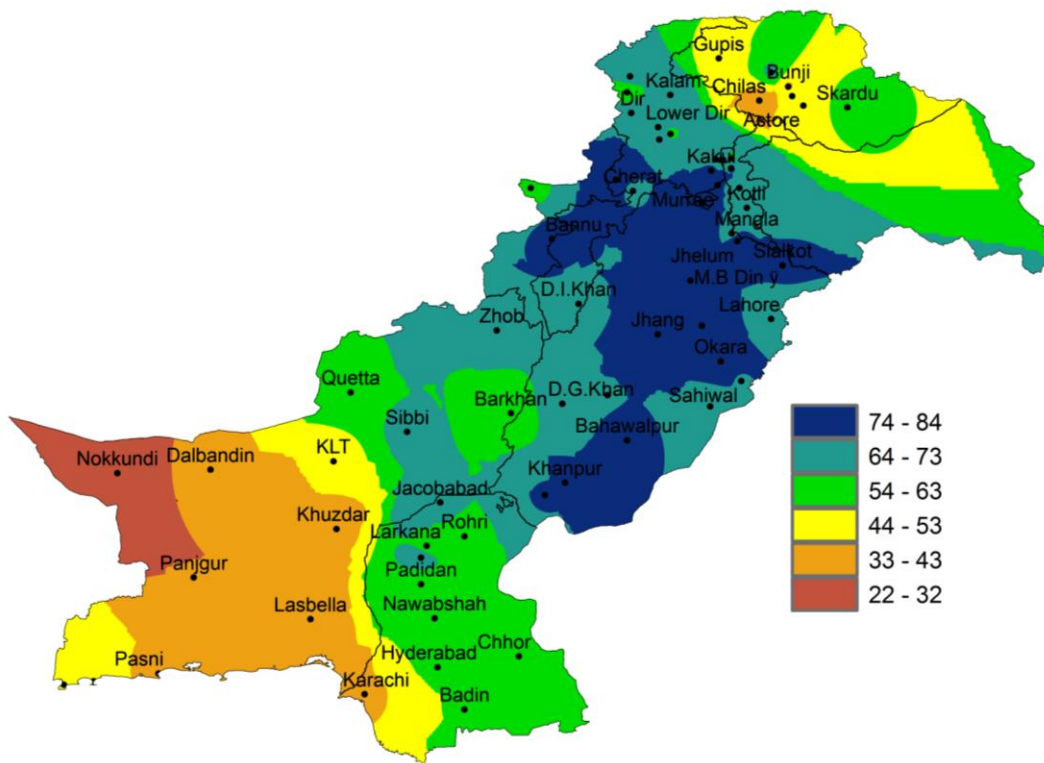 Gupis
Bunji
Kalam
Chilas
Skardu
Dir
Lower Dir
Astore
Cherat
Kotli
Murree
Mangla
Bannu
Jhelum
Sialkot
M.B Din ÿ
D.I.Khan
Lahore
Zhob
Jhang
Okara
Quetta
D.G.Khan
Sahiwal
Barkhan
Sibbi
Bahawalpur
74 - 84
64 - 73
54 - 63
44 - 53
33 - 43
22 - 32
KLT
Dalbandin
Nokkundi
Khanpur
Jacobabad
Khuzdar
Rohri
Larkana
Panjgur
Padidan
Lasbella
Nawabshah
Chhor
Pasni
Hyderabad
Karachi
Badin